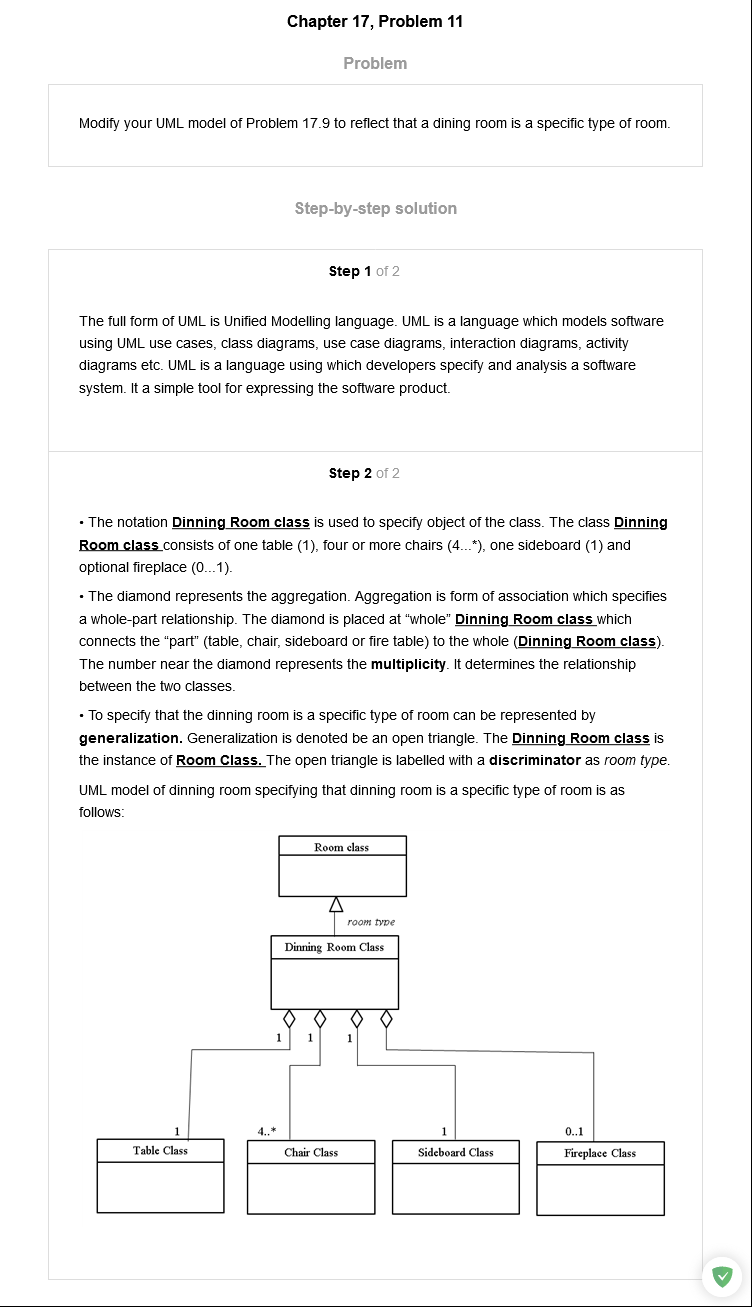 Chapter 17, Problem 11
Problem
Modify your UML model of Problem 17.9 to reflect that a dining room is a specific type of room.
Step-by-step solution
Step 1 of 2
The full form of UML is Unified Modelling language. UML is a language which models software
using UML use cases, class diagrams, use case diagrams, interaction diagrams, activity
diagrams etc. UML is a language using which developers specify and analysis a software
system. It a simple tool for expressing the software product.
Step 2 of 2
• The notation Dinning Room class is used to specify object of the class. The class Dinning
Room class consists of one table (1), four or more chairs (4...*), one sideboard (1) and
optional fireplace (0...1).
• The diamond represents the aggregation. Aggregation is form of association which specifies
a whole-part relationship. The diamond is placed at “whole” Dinning Room class which
connects the “part” (table, chair, sideboard or fire table) to the whole (Dinning Room class).
The number near the diamond represents the multiplicity. It determines the relationship
between the two classes.
• To specify that the dinning room is a specific type of room can be represented by
generalization. Generalization is denoted be an open triangle. The Dinning Room class is
the instance of Room Class. The open triangle is labelled with a discriminator as room type.
UML model of dinning room specifying that dinning room is a specific type of room is as
follows:
Room class
room type
Dinning Room Class
1 1 1
1 4..* 1 0..1
Table Class Chair Class Sideboard Class Fireplace Class